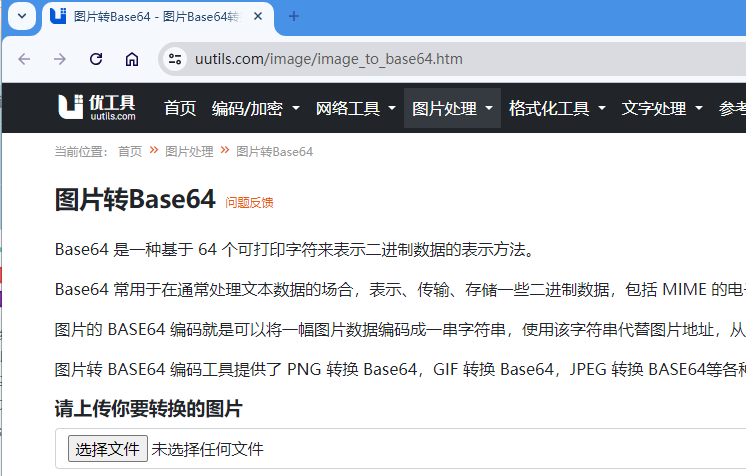 图片转Base64 - 图片Base64转
uutils.com/image/image_to_base64.htm
优工具 uutils.com 首页 编码/加密 网络工具 图片处理 格式化工具 文字处理 参考
当前位置: 首页 » 图片处理 » 图片转Base64
图片转Base64 问题反馈
Base64 是一种基于 64 个可打印字符来表示二进制数据的表示方法。
Base64 常用于在通常处理文本数据的场合，表示、传输、存储一些二进制数据，包括 MIME 的电
图片的 BASE64 编码就是可以将一幅图片数据编码成一串字符串，使用该字符串代替图片地址，从
图片转 BASE64 编码工具提供了 PNG 转换 Base64，GIF 转换 Base64，JPEG 转换 BASE64等各种
请上传你要转换的图片
选择文件 未选择任何文件